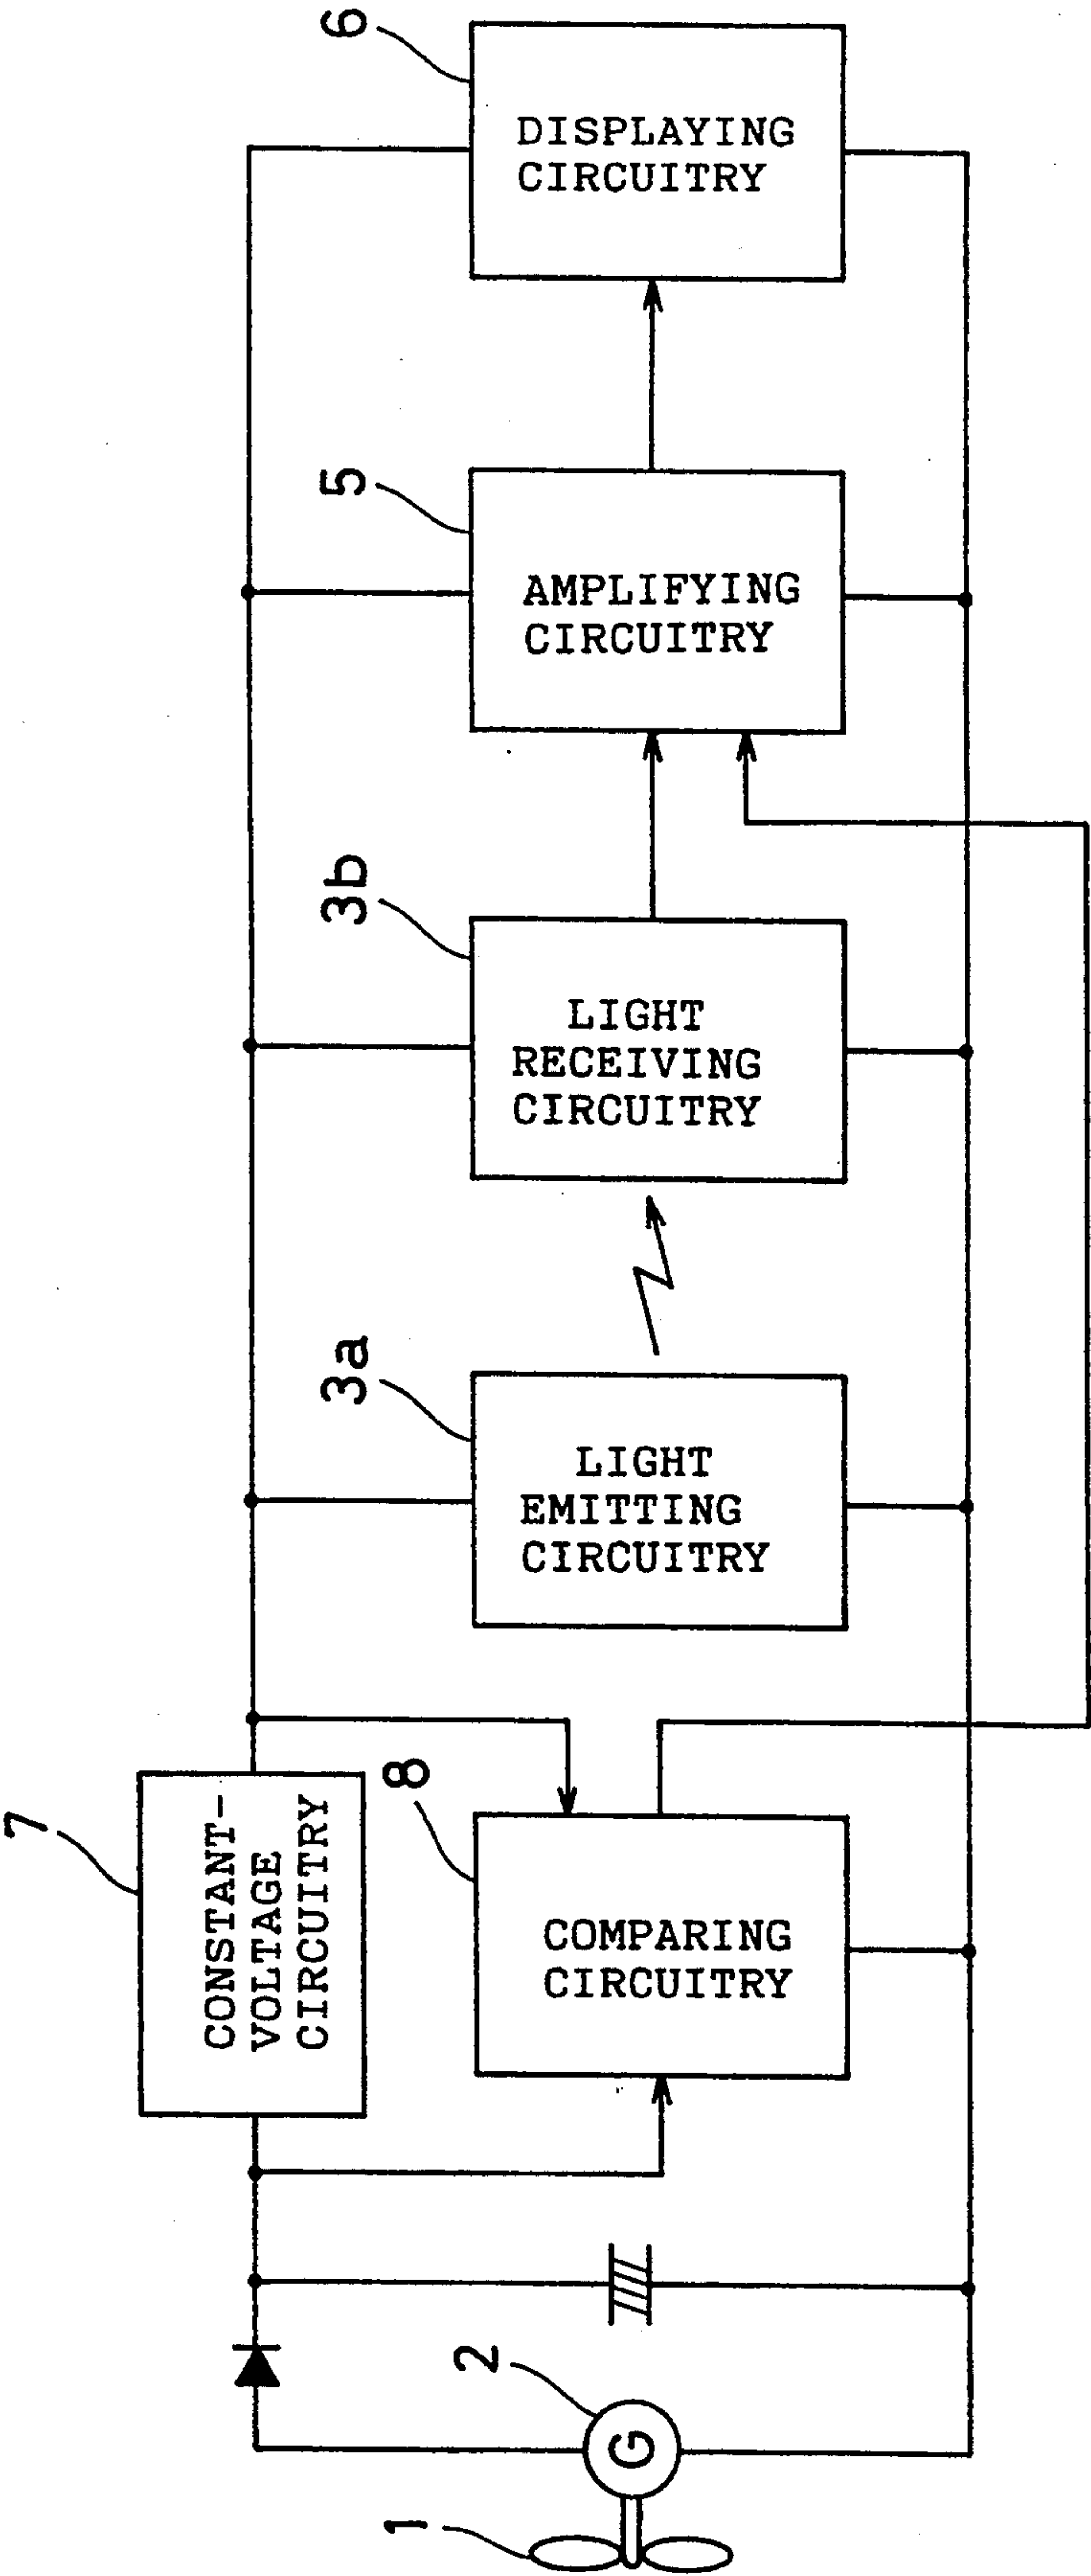 7
CONSTANT-
VOLTAGE
CIRCUITRY
1
2
G
8
COMPARING
CIRCUITRY
3a
LIGHT
EMITTING
CIRCUITRY
3b
LIGHT
RECEIVING
CIRCUITRY
5
AMPLIFYING
CIRCUITRY
6
DISPLAYING
CIRCUITRY